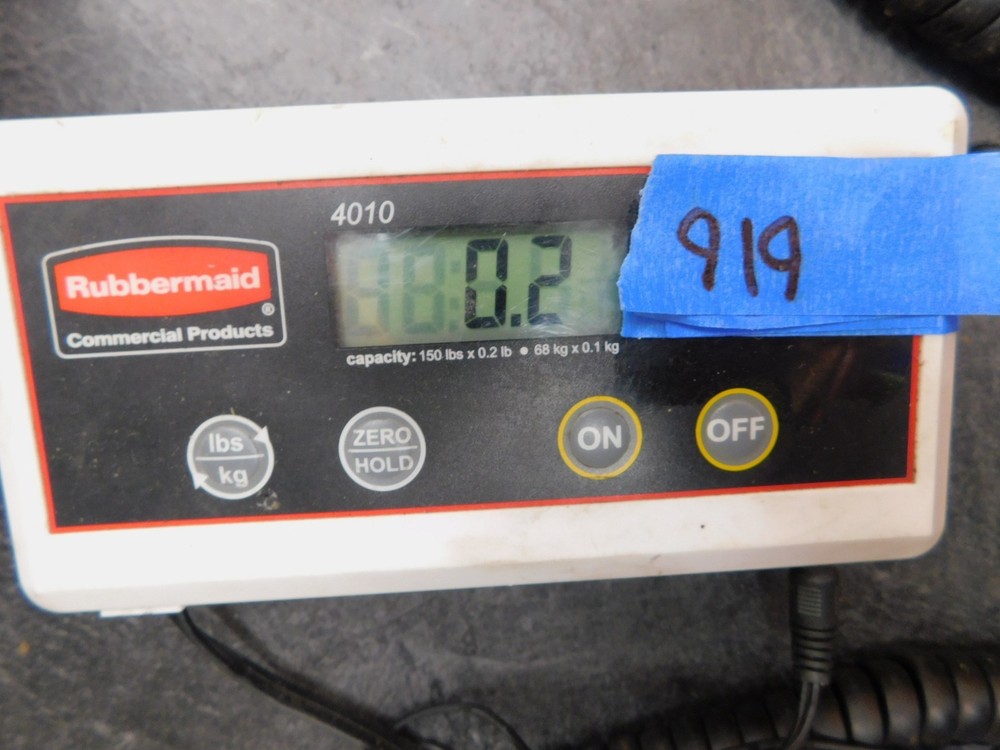 4010
0.2
919
Rubbermaid
®
Commercial Products
capacity: 150 lbs x 0.2 lb • 68 kg x 0.1 kg
lbs
kg
ZERO
HOLD
ON
OFF